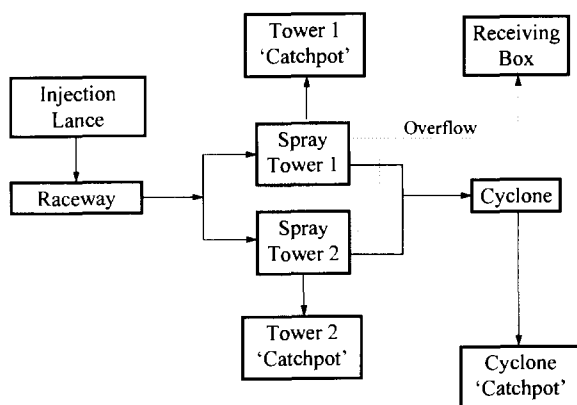 Tower 1
‘Catchpot’
Receiving
Box
Injection
Lance
Overflow
Spray
Tower 1
Raceway
Cyclone
Spray
Tower 2
Tower 2
‘Catchpot’
Cyclone
‘Catchpot’